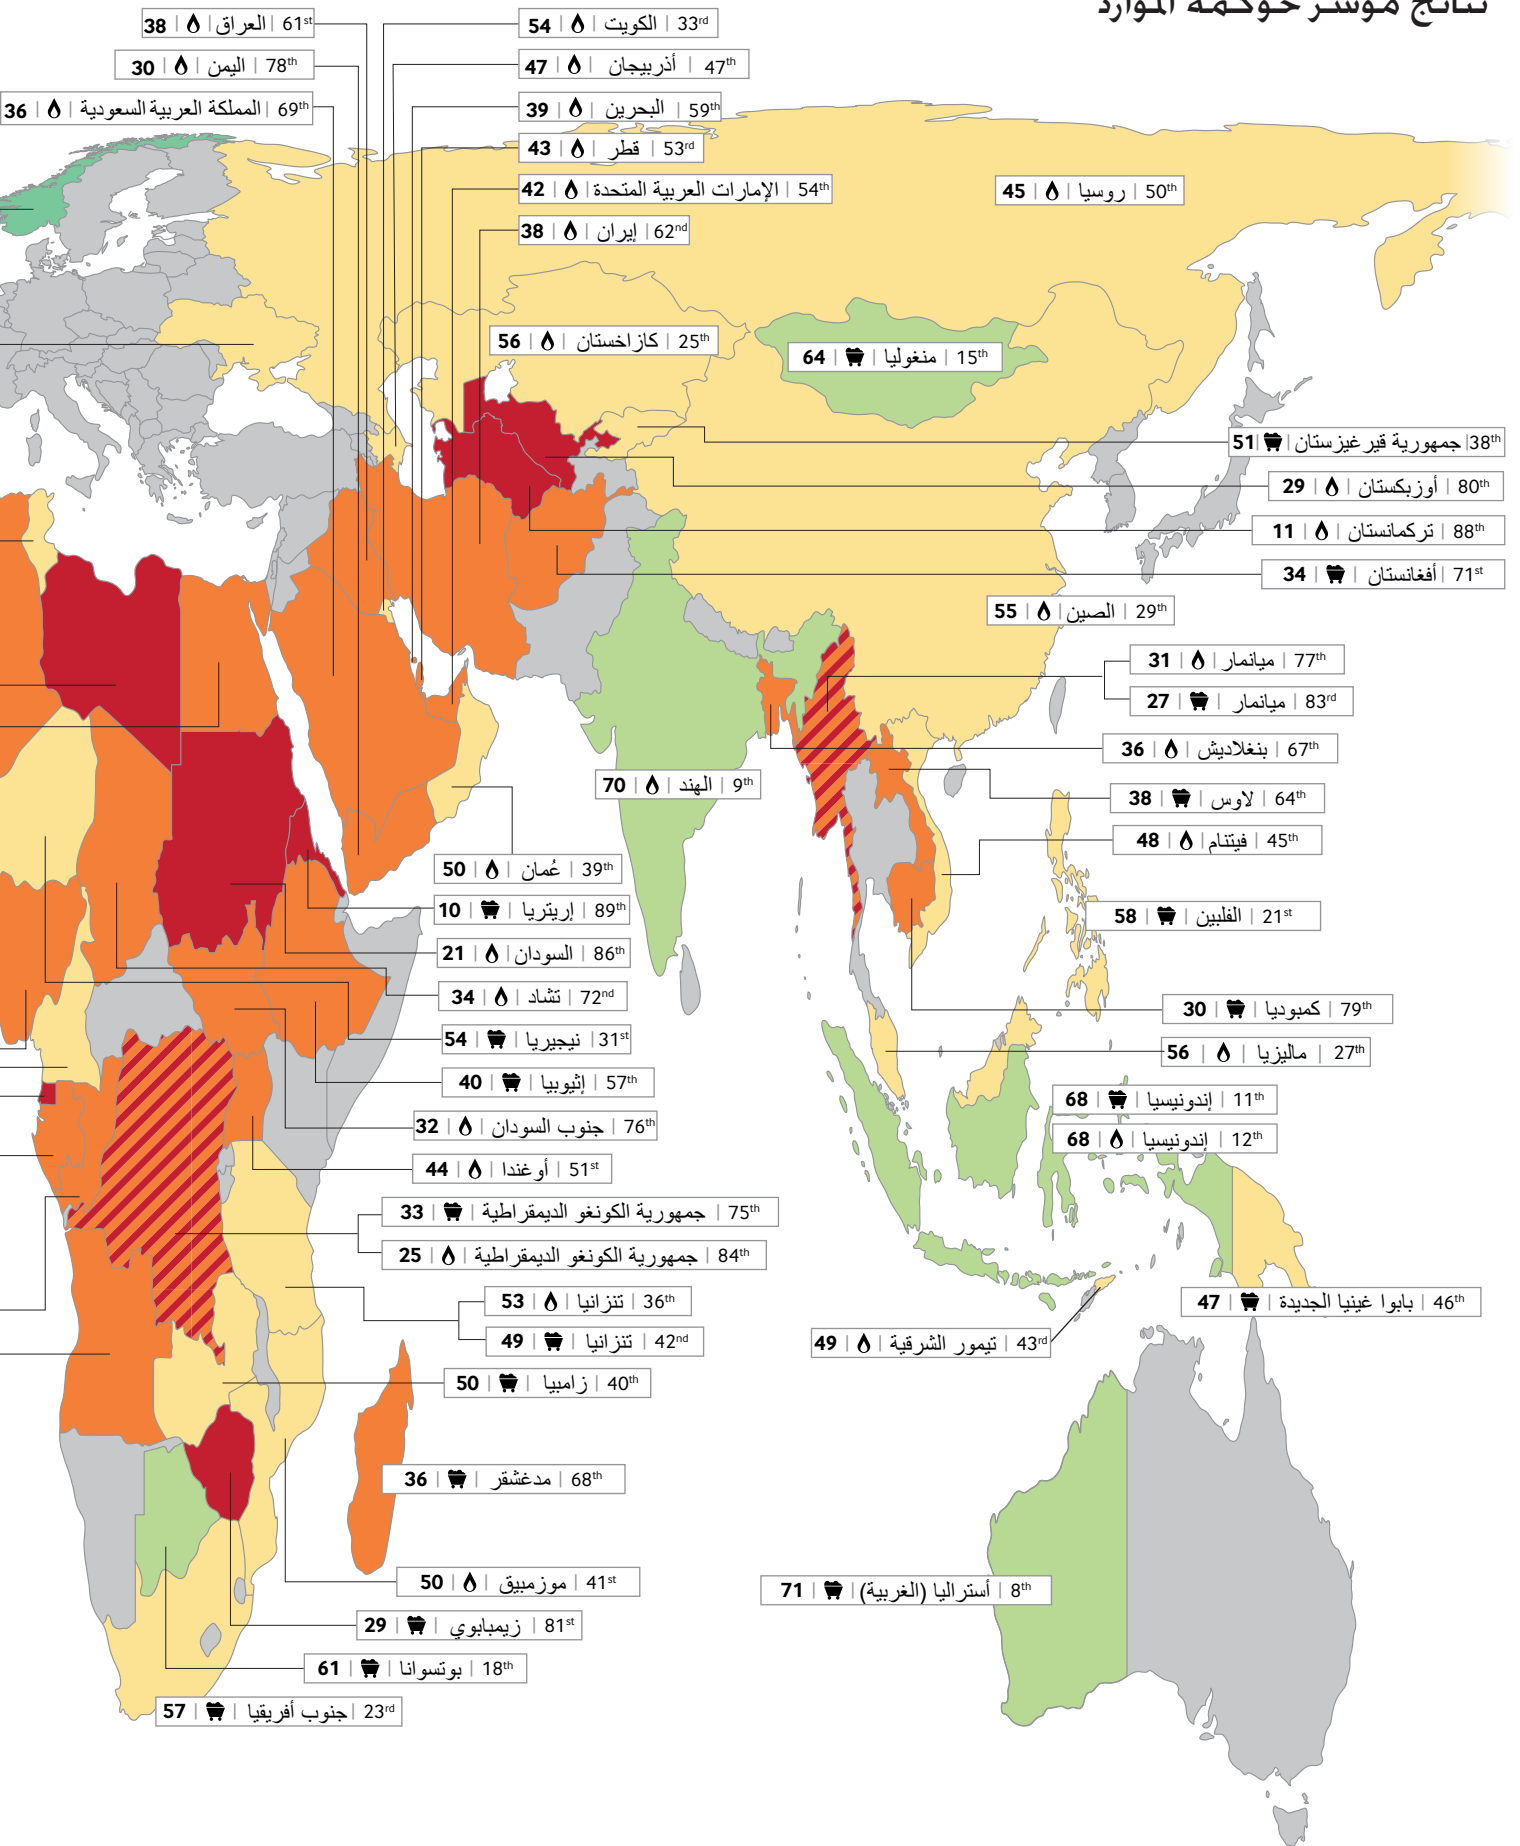 نتائج مؤشر حوكمة الموارد
61st | العراق | 38
33rd | الكويت | 54
78th | اليمن | 30
47th | أذربيجان | 47
69th | المملكة العربية السعودية | 36
59th | البحرين | 39
53rd | قطر | 43
54th | الإمارات العربية المتحدة | 42
50th | روسيا | 45
62nd | إيران | 38
25th | كازاخستان | 56
15th | منغوليا | 64
38th | جمهورية قيرغيزستان | 51
80th | أوزبكستان | 29
88th | تركمانستان | 11
71st | أفغانستان | 34
29th | الصين | 55
77th | ميانمار | 31
83rd | ميانمار | 27
67th | بنغلاديش | 36
9th | الهند | 70
64th | لاوس | 38
45th | فيتنام | 48
39th | عُمان | 50
89th | إريتريا | 10
21st | الفلبين | 58
86th | السودان | 21
72nd | تشاد | 34
79th | كمبوديا | 30
31st | نيجيريا | 54
27th | ماليزيا | 56
57th | إثيوبيا | 40
11th | إندونيسيا | 68
76th | جنوب السودان | 32
12th | إندونيسيا | 68
51st | أوغندا | 44
75th | جمهورية الكونغو الديمقراطية | 33
84th | جمهورية الكونغو الديمقراطية | 25
36th | تنزانيا | 53
46th | بابوا غينيا الجديدة | 47
42nd | تنزانيا | 49
43rd | تيمور الشرقية | 49
40th | زامبيا | 50
68th | مدغشقر | 36
41st | موزمبيق | 50
8th | أستراليا (الغربية) | 71
81st | زيمبابوي | 29
18th | بوتسوانا | 61
23rd | جنوب أفريقيا | 57